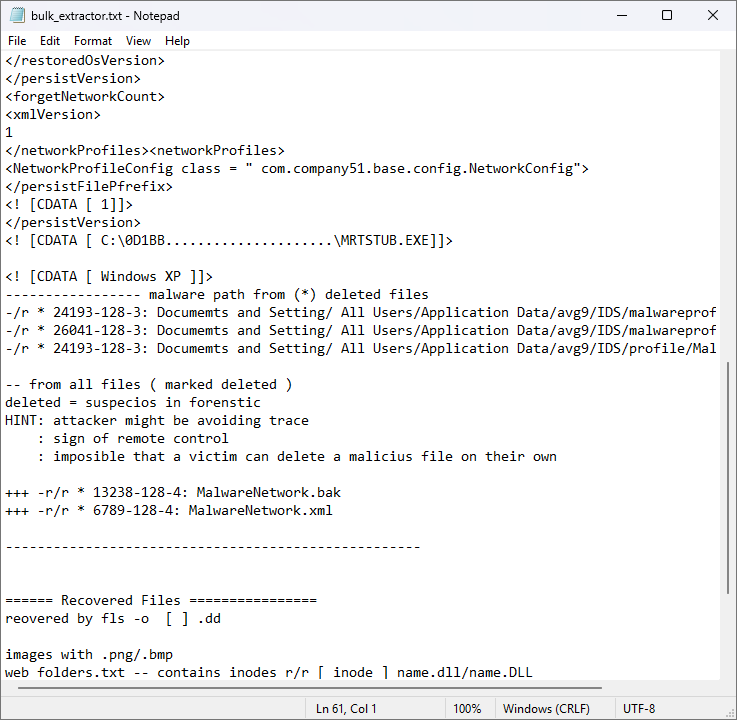 bulk_extractor.txt - Notepad
File Edit Format View Help
</restoredOsVersion>
</persistVersion>
<forgetNetworkCount>
<xmlVersion>
1
</networkProfiles><networkProfiles>
<NetworkProfileConfig class = " com.company51.base.config.NetworkConfig">
</persistFilePfrefix>
<! [CDATA [ 1]]>
</persistVersion>
<! [CDATA [ C:\0D1BB.....................\MRTSTUB.EXE]]>
<! [CDATA [ Windows XP ]]>
----------------- malware path from (*) deleted files
-/r * 24193-128-3: Documemts and Setting/ All Users/Application Data/avg9/IDS/malwareprof
-/r * 26041-128-3: Documemts and Setting/ All Users/Application Data/avg9/IDS/malwareprof
-/r * 24193-128-3: Documemts and Setting/ All Users/Application Data/avg9/IDS/profile/Mal
-- from all files ( marked deleted )
deleted = suspecios in forenstic
HINT: attacker might be avoiding trace
    : sign of remote control
    : imposible that a victim can delete a malicius file on their own
+++ -r/r * 13238-128-4: MalwareNetwork.bak
+++ -r/r * 6789-128-4: MalwareNetwork.xml
----------------------------------------------------
====== Recovered Files ================
reovered by fls -o  [ ] .dd
images with .png/.bmp
web folders.txt -- contains inodes r/r [ inode ] name.dll/name.DLL
Ln 61, Col 1 100% Windows (CRLF) UTF-8